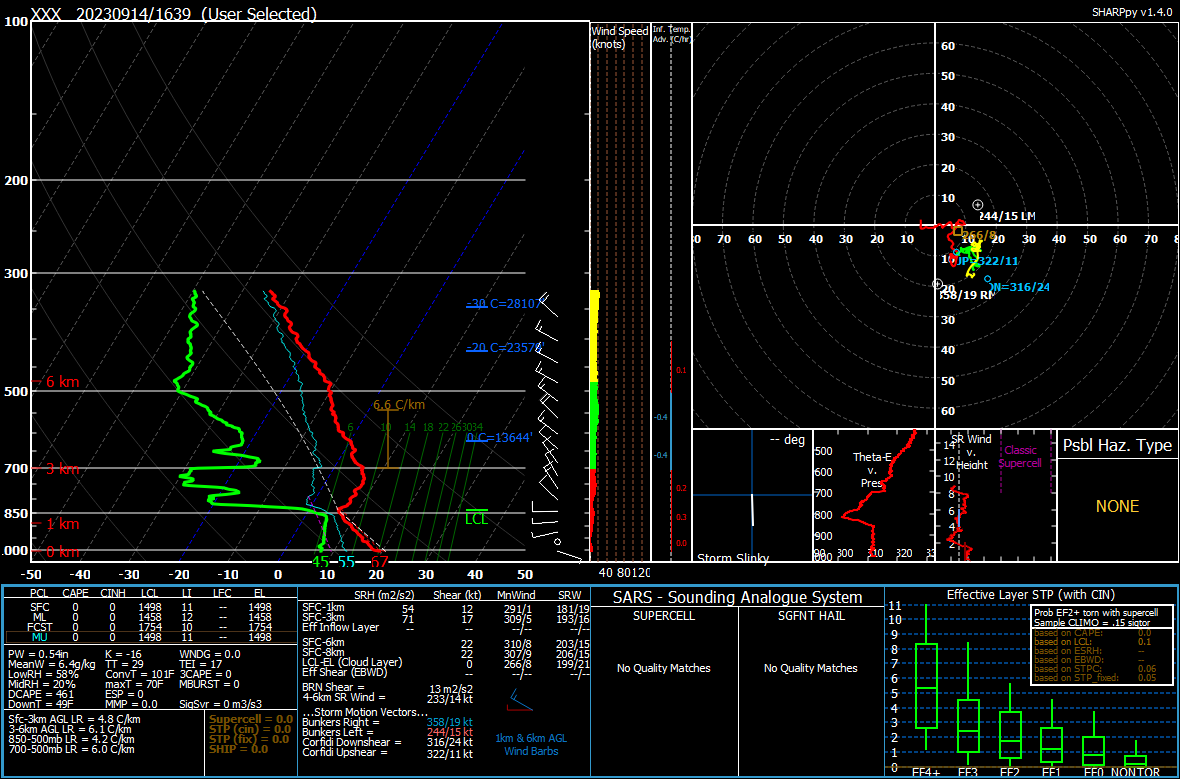 XXX 20230914/1639 (User Selected)
SHARPpy v1.4.0
100
200
300
500
700
850
000
-50 -40 -30 -20 -10 0 10 20 30 40 50
6 km
3 km
1 km
0 km
-30 C=28107'
-20 C=23579'
0 C=13644'
6.6 C/km
6 10 14 18 22 26 30 34
LCL
45 55 67
Wind Speed
(knots)
40 80120
Inf. Temp.
Adv. (C/hr)
0.1
-0.4
-0.4
0.2
0.3
0.0
60
50
40
30
20
10
70 60 50 40 30 20 10
10 20 30 40 50 60 70 8
10
20
30
40
50
60
244/15 LM
266/8
UP=322/11
DN=316/24
358/19 RM
-- deg
Storm Slinky
Theta-E
v.
Pres
500
600
700
800
900
000
300 310 320 33
SR Wind
v.
Height
14
12
10
8
6
4
2
Classic
Supercell
Psbl Haz. Type
NONE
PCL CAPE CINH LCL LI LFC EL
SFC 0 0 1498 11 -- 1498
ML 0 0 1458 12 -- 1458
FCST 0 0 1754 10 -- 1754
MU 0 0 1498 11 -- 1498
PW = 0.54in K = -16 WNDG = 0.0
MeanW = 6.4g/kg TT = 29 TEI = 17
LowRH = 58% ConvT = 101F 3CAPE = 0
MidRH = 20% maxT = 70F MBURST = 0
DCAPE = 461 ESP = 0
DownT = 49F MMP = 0.0 SigSvr = 0 m3/s3
Sfc-3km AGL LR = 4.8 C/km
3-6km AGL LR = 6.1 C/km
850-500mb LR = 4.2 C/km
700-500mb LR = 6.0 C/km
Supercell = 0.0
STP (cin) = 0.0
STP (fix) = 0.0
SHIP = 0.0
SRH (m2/s2) Shear (kt) MnWind SRW
SFC-1km 54 12 291/1 181/19
SFC-3km 71 17 309/5 193/16
Eff Inflow Layer -- -- --/-- --/--
SFC-6km 22 310/8 203/15
SFC-8km 22 307/9 206/15
LCL-EL (Cloud Layer) 0 266/8 199/21
Eff Shear (EBWD) -- --/-- --/--
BRN Shear = 13 m2/s2
4-6km SR Wind = 233/14 kt
...Storm Motion Vectors...
Bunkers Right = 358/19 kt
Bunkers Left = 244/15 kt
Corfidi Downshear = 316/24 kt
Corfidi Upshear = 322/11 kt
1km & 6km AGL
Wind Barbs
SARS - Sounding Analogue System
SUPERCELL SGFNT HAIL
No Quality Matches No Quality Matches
Effective Layer STP (with CIN)
11
10
9
8
7
6
5
4
3
2
1
0
EF4+ EF3 EF2 EF1 EF0 NONTOR
Prob EF2+ torn with supercell
Sample CLIMO = .15 sigtor
based on CAPE: 0.0
based on LCL: 0.1
based on ESRH: --
based on EBWD: --
based on STPC: 0.06
based on STP_fixed: 0.05